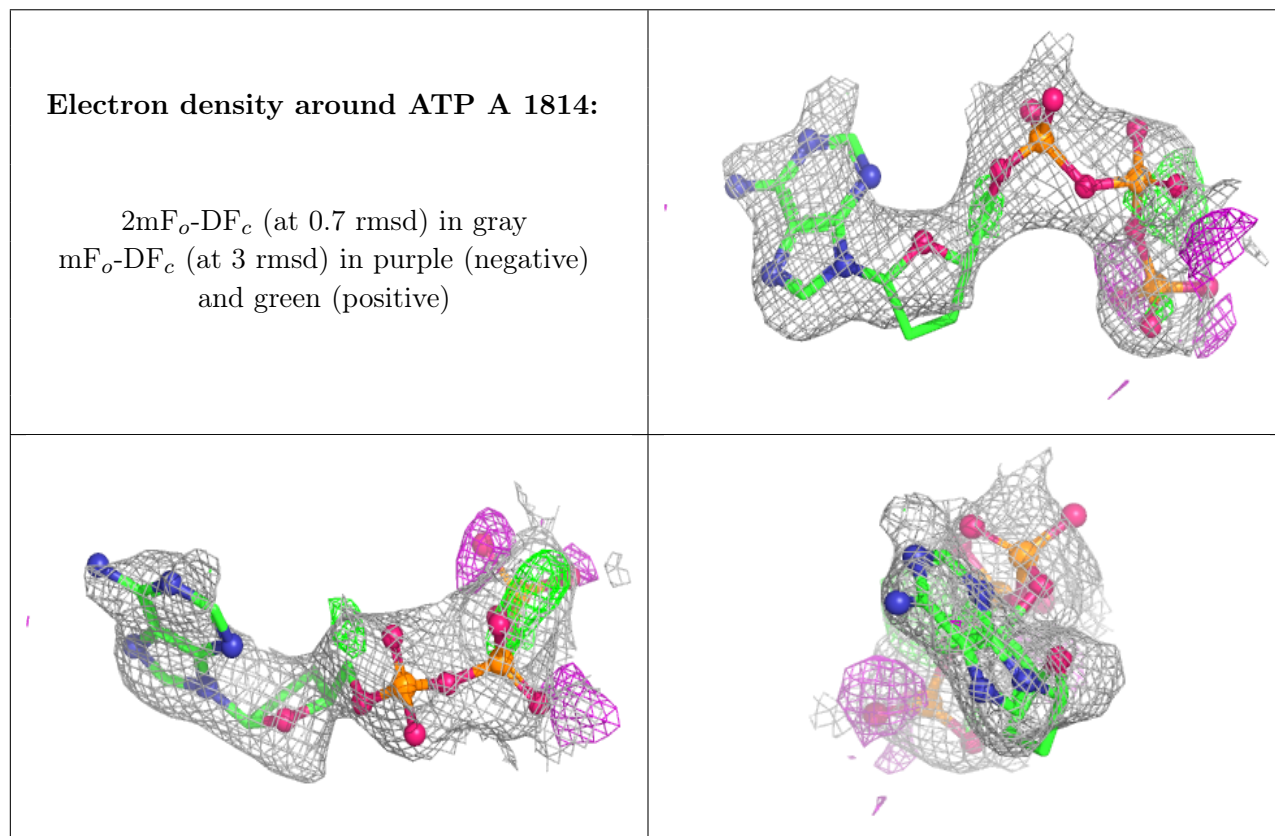 Electron density around ATP A 1814:
2mFo-DFc (at 0.7 rmsd) in gray
mFo-DFc (at 3 rmsd) in purple (negative)
and green (positive)